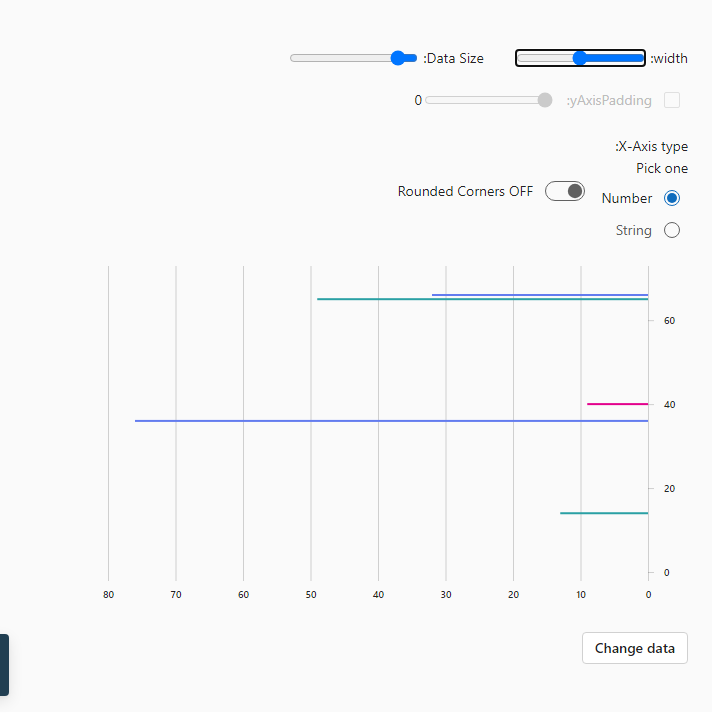 width:
Data Size:
yAxisPadding:
0
X-Axis type:
Pick one
Number
Rounded Corners OFF
String
60
40
20
0
80 70 60 50 40 30 20 10 0
Change data